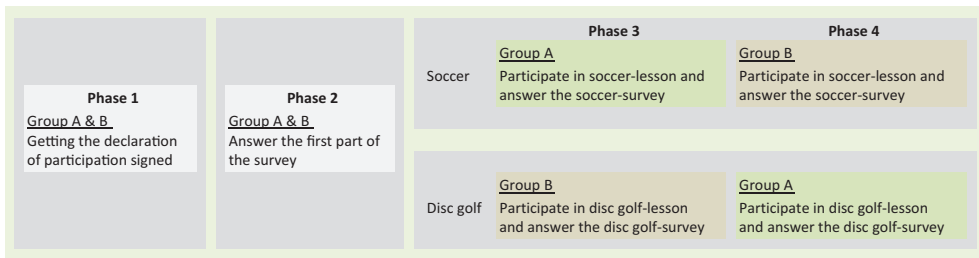 Phase 1
Group A & B
Getting the declaration
of participation signed
Phase 2
Group A & B
Answer the first part of
the survey
Phase 3
Phase 4
Soccer
Group A
Participate in soccer-lesson and
answer the soccer-survey
Group B
Participate in soccer-lesson and
answer the soccer-survey
Disc golf
Group B
Participate in disc golf-lesson
and answer the disc golf-survey
Group A
Participate in disc golf-lesson
and answer the disc golf-survey